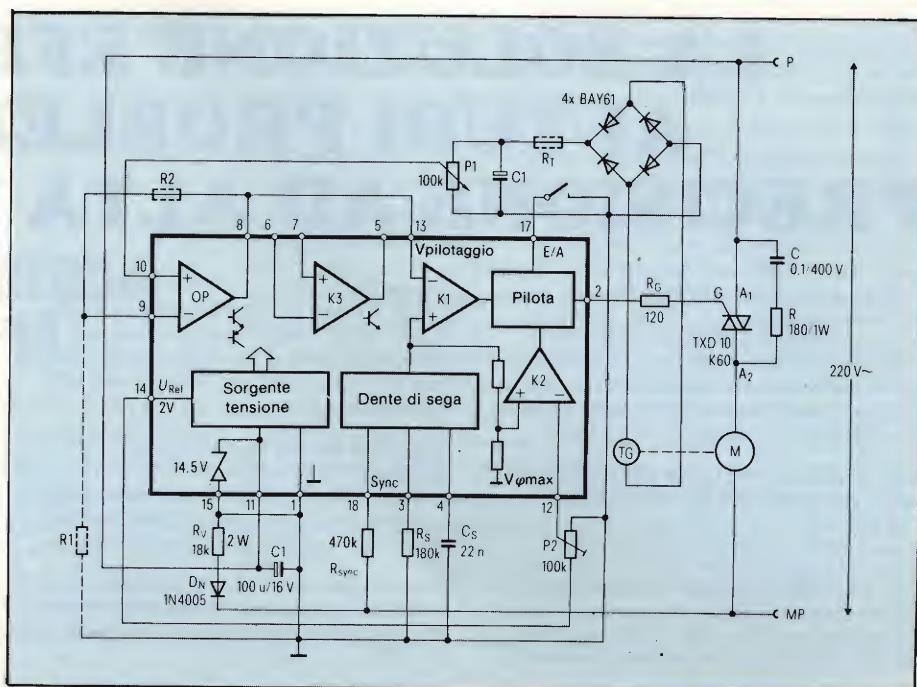 P
4x BAY61
R2
P1
100k
C1
RT
8
6
7
5
13
17
Vpilotaggio
E/A
10
9
OP
K3
K1
Pilota
2
RG
120
G
A1
C
0.1/400 V
R
180/1W
TXD 10
K60
A2
220 V~
14
URef
2V
Sorgente
tensione
Dente di sega
K2
TG
M
14.5V
Sync
Vφmax
15
11
1
18
3
4
12
R1
RV
18k
2 W
C1
100 u/16 V
470k
Rsync
RS
180k
CS
22 n
P2
100k
DN
1N4005
MP